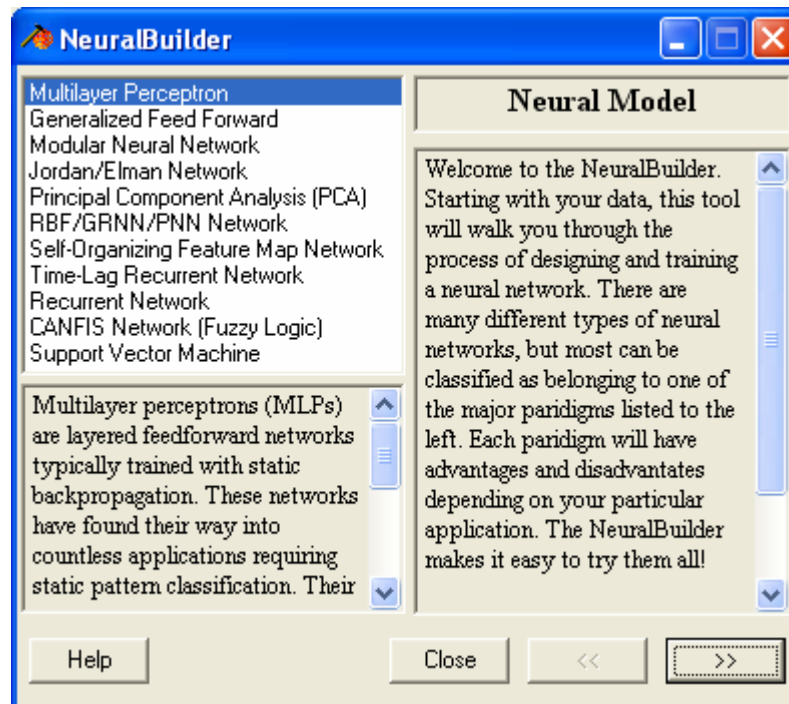 NeuralBuilder
Multilayer Perceptron
Generalized Feed Forward
Modular Neural Network
Jordan/Elman Network
Principal Component Analysis (PCA)
RBF/GRNN/PNN Network
Self-Organizing Feature Map Network
Time-Lag Recurrent Network
Recurrent Network
CANFIS Network (Fuzzy Logic)
Support Vector Machine
Multilayer perceptrons (MLPs)
are layered feedforward networks
typically trained with static
backpropagation. These networks
have found their way into
countless applications requiring
static pattern classification. Their
Neural Model
Welcome to the NeuralBuilder.
Starting with your data, this tool
will walk you through the
process of designing and training
a neural network. There are
many different types of neural
networks, but most can be
classified as belonging to one of
the major paridigms listed to the
left. Each paridigm will have
advantages and disadvantates
depending on your particular
application. The NeuralBuilder
makes it easy to try them all!
Help
Close
<<
>>